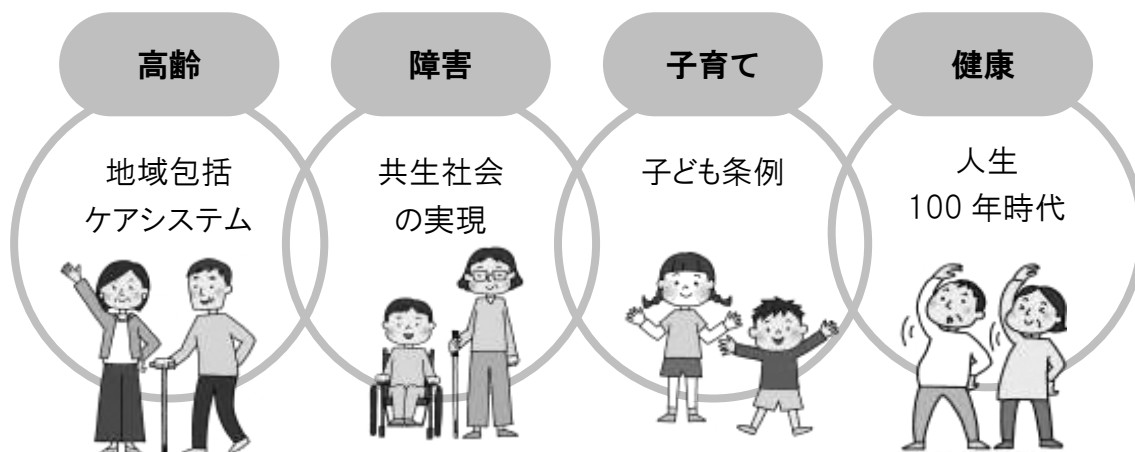 高齢
地域包括
ケアシステム
障害
共生社会
の実現
子育て
子ども条例
健康
人生
100 年時代